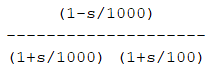 (1-s/1000)
--------------------
(1+s/1000) (1+s/100)